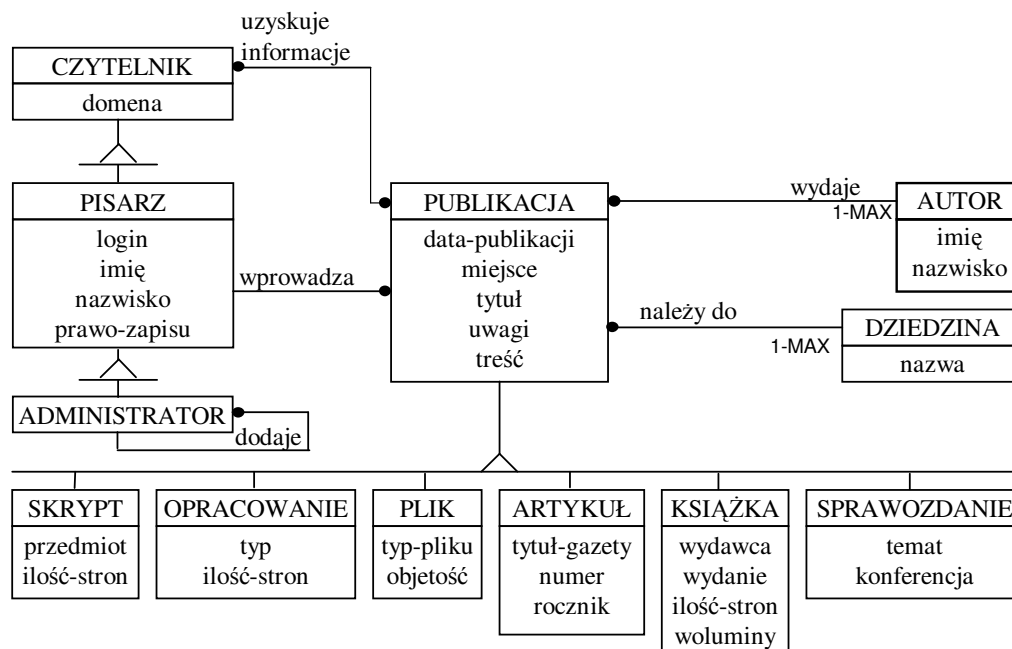 uzyskuje
informacje
CZYTELNIK
domena
PISARZ
login
imię
nazwisko
prawo-zapisu
wprowadza
PUBLIKACJA
data-publikacji
miejsce
tytuł
uwagi
treść
wydaje
1-MAX
AUTOR
imię
nazwisko
należy do
1-MAX
DZIEDZINA
nazwa
ADMINISTRATOR
dodaje
SKRYPT
przedmiot
ilość-stron
OPRACOWANIE
typ
ilość-stron
PLIK
typ-pliku
objetość
ARTYKUŁ
tytuł-gazety
numer
rocznik
KSIĄŻKA
wydawca
wydanie
ilość-stron
woluminy
SPRAWOZDANIE
temat
konferencja